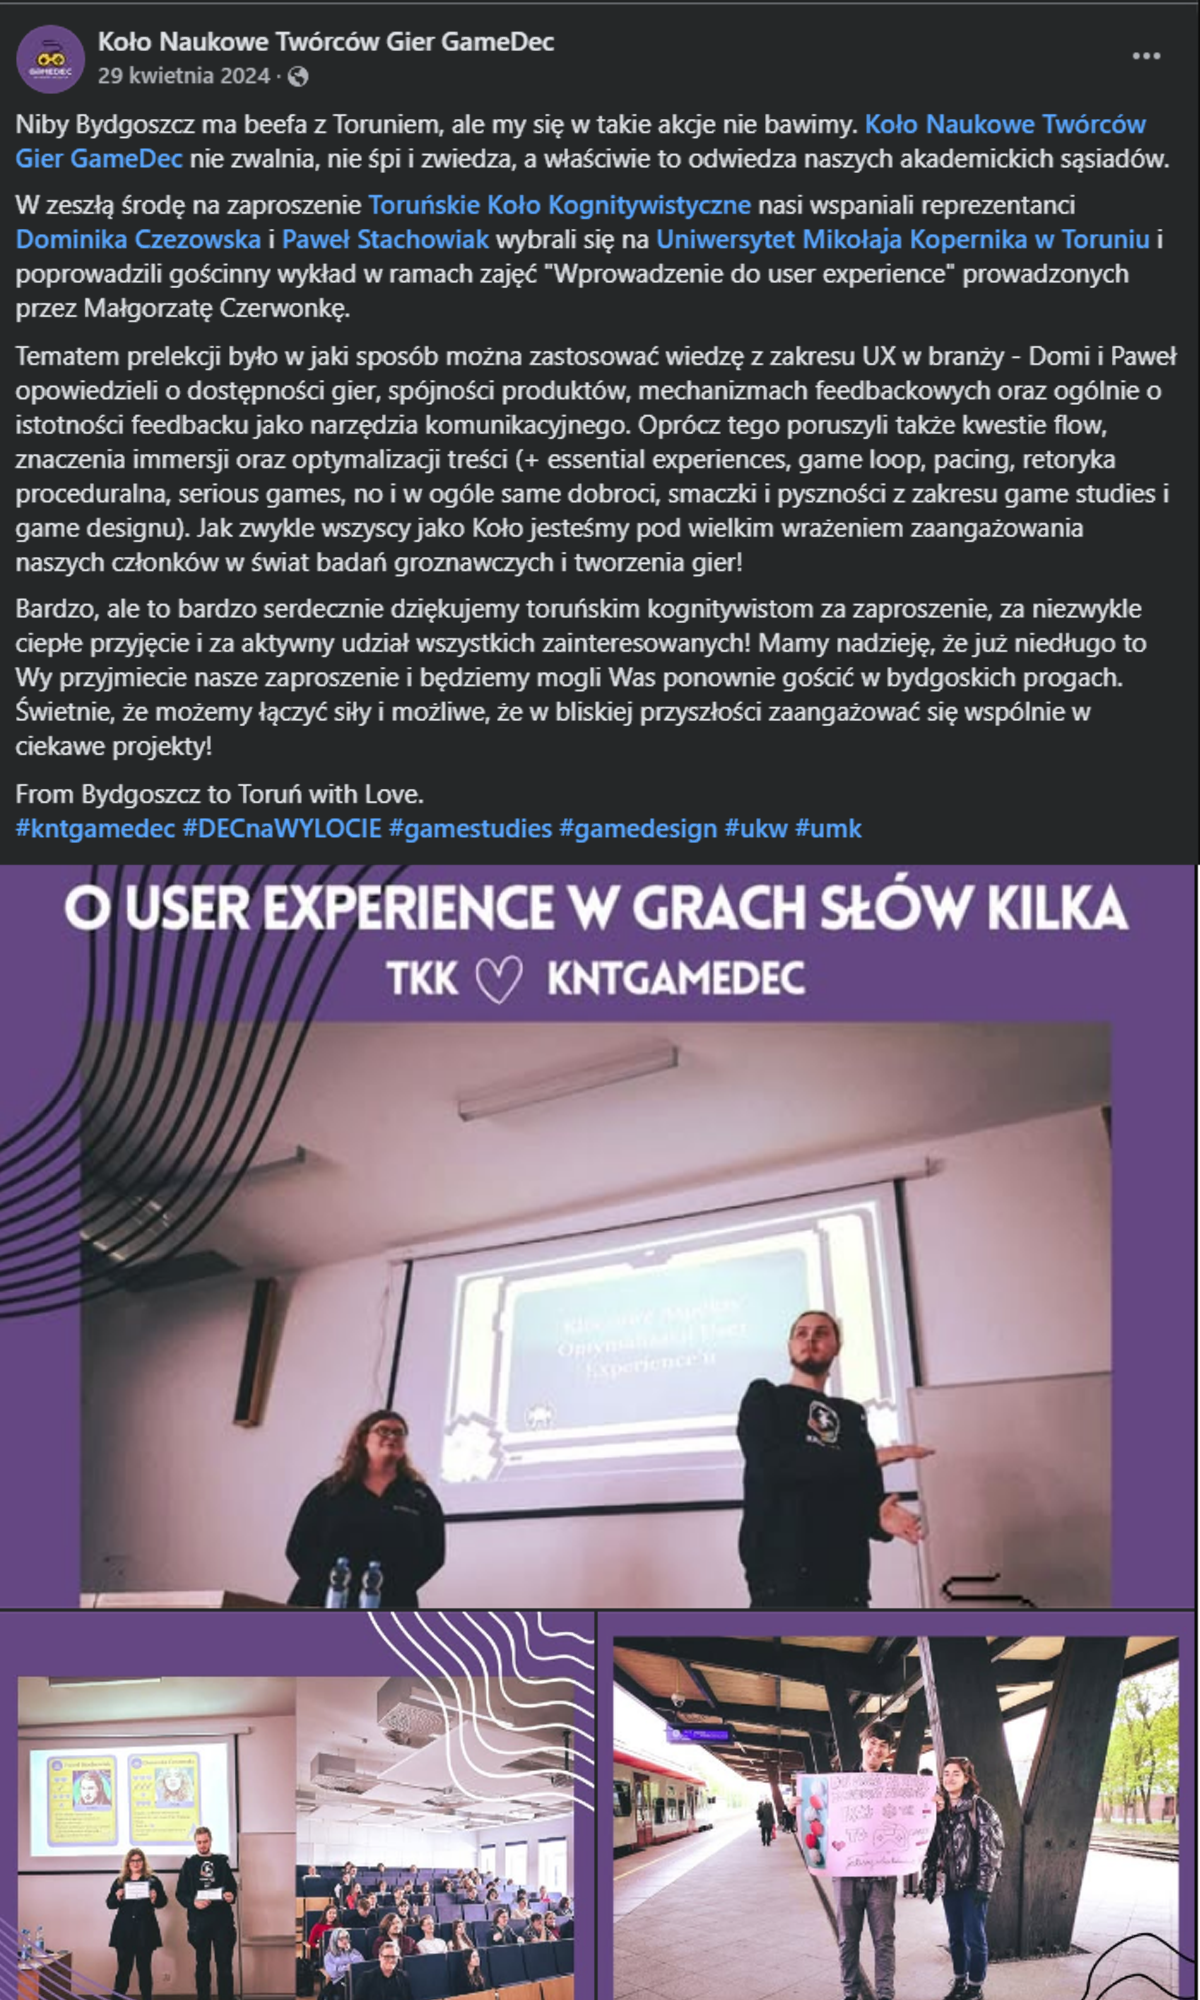 Koło Naukowe Twórców Gier GameDec
29 kwietnia 2024 ·
GAMEDEC
Niby Bydgoszcz ma beefa z Toruniem, ale my się w takie akcje nie bawimy. Koło Naukowe Twórców
Gier GameDec nie zwalnia, nie śpi i zwiedza, a właściwie to odwiedza naszych akademickich sąsiadów.
W zeszłą środę na zaproszenie Toruńskie Koło Kognitywistyczne nasi wspaniali reprezentanci
Dominika Czezowska i Paweł Stachowiak wybrali się na Uniwersytet Mikołaja Kopernika w Toruniu i
poprowadzili gościnny wykład w ramach zajęć "Wprowadzenie do user experience" prowadzonych
przez Małgorzatę Czerwonkę.
Tematem prelekcji było w jaki sposób można zastosować wiedzę z zakresu UX w branży - Domi i Paweł
opowiedzieli o dostępności gier, spójności produktów, mechanizmach feedbackowych oraz ogólnie o
istotności feedbacku jako narzędzia komunikacyjnego. Oprócz tego poruszyli także kwestie flow,
znaczenia immersji oraz optymalizacji treści (+ essential experiences, game loop, pacing, retoryka
proceduralna, serious games, no i w ogóle same dobroci, smaczki i pyszności z zakresu game studies i
game designu). Jak zwykle wszyscy jako Koło jesteśmy pod wielkim wrażeniem zaangażowania
naszych członków w świat badań groznawczych i tworzenia gier!
Bardzo, ale to bardzo serdecznie dziękujemy toruńskim kognitywistom za zaproszenie, za niezwykle
ciepłe przyjęcie i za aktywny udział wszystkich zainteresowanych! Mamy nadzieję, że już niedługo to
Wy przyjmiecie nasze zaproszenie i będziemy mogli Was ponownie gościć w bydgoskich progach.
Świetnie, że możemy łączyć siły i możliwe, że w bliskiej przyszłości zaangażować się wspólnie w
ciekawe projekty!
From Bydgoszcz to Toruń with Love.
#kntgamedec #DECnaWYLOCIE #gamestudies #gamedesign #ukw #umk
O USER EXPERIENCE W GRACH SŁÓW KILKA
TKK ♡ KNTGAMEDEC
Kluczowe Aspekty
Optymalizacji User
Experience'u